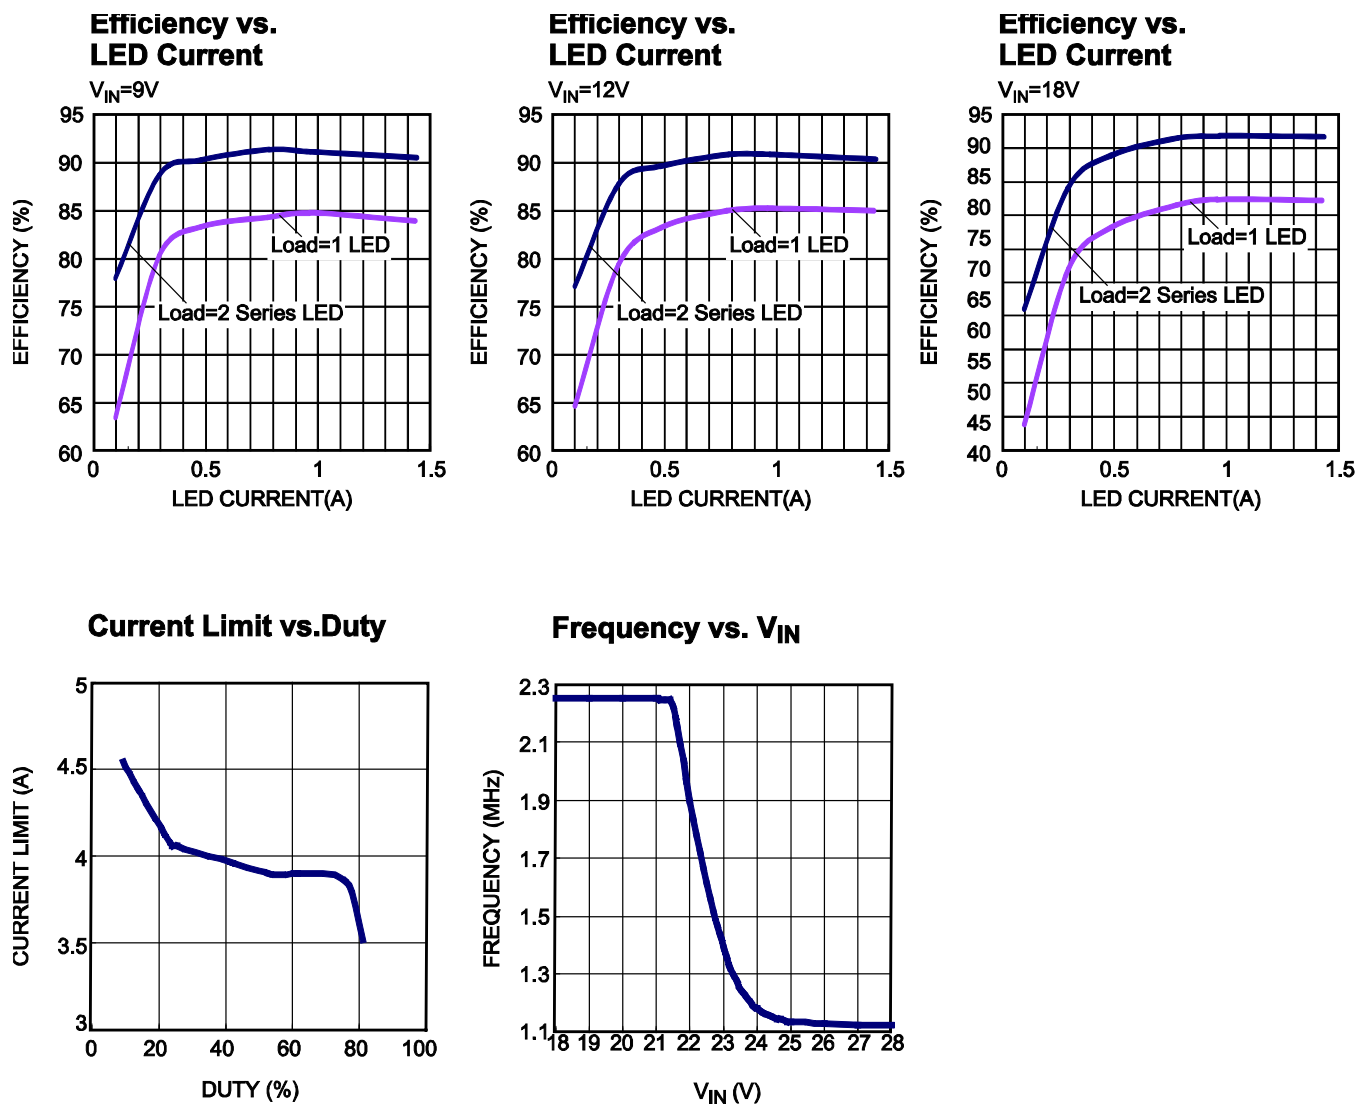 Efficiency vs.
LED Current
VIN=9V
95
90
85
80
75
70
65
60
0
0.5
1
1.5
EFFICIENCY (%)
LED CURRENT(A)
Load=1 LED
Load=2 Series LED
Efficiency vs.
LED Current
VIN=12V
95
90
85
80
75
70
65
60
0
0.5
1
1.5
EFFICIENCY (%)
LED CURRENT(A)
Load=1 LED
Load=2 Series LED
Efficiency vs.
LED Current
VIN=18V
95
90
85
80
75
70
65
60
55
50
45
40
0
0.5
1
1.5
EFFICIENCY (%)
LED CURRENT(A)
Load=1 LED
Load=2 Series LED
Current Limit vs.Duty
5
4.5
4
3.5
3
0
20
40
60
80
100
CURRENT LIMIT (A)
DUTY (%)
Frequency vs. VIN
2.3
2.1
1.9
1.7
1.5
1.3
1.1
18 19 20 21 22 23 24 25 26 27 28
FREQUENCY (MHz)
VIN (V)